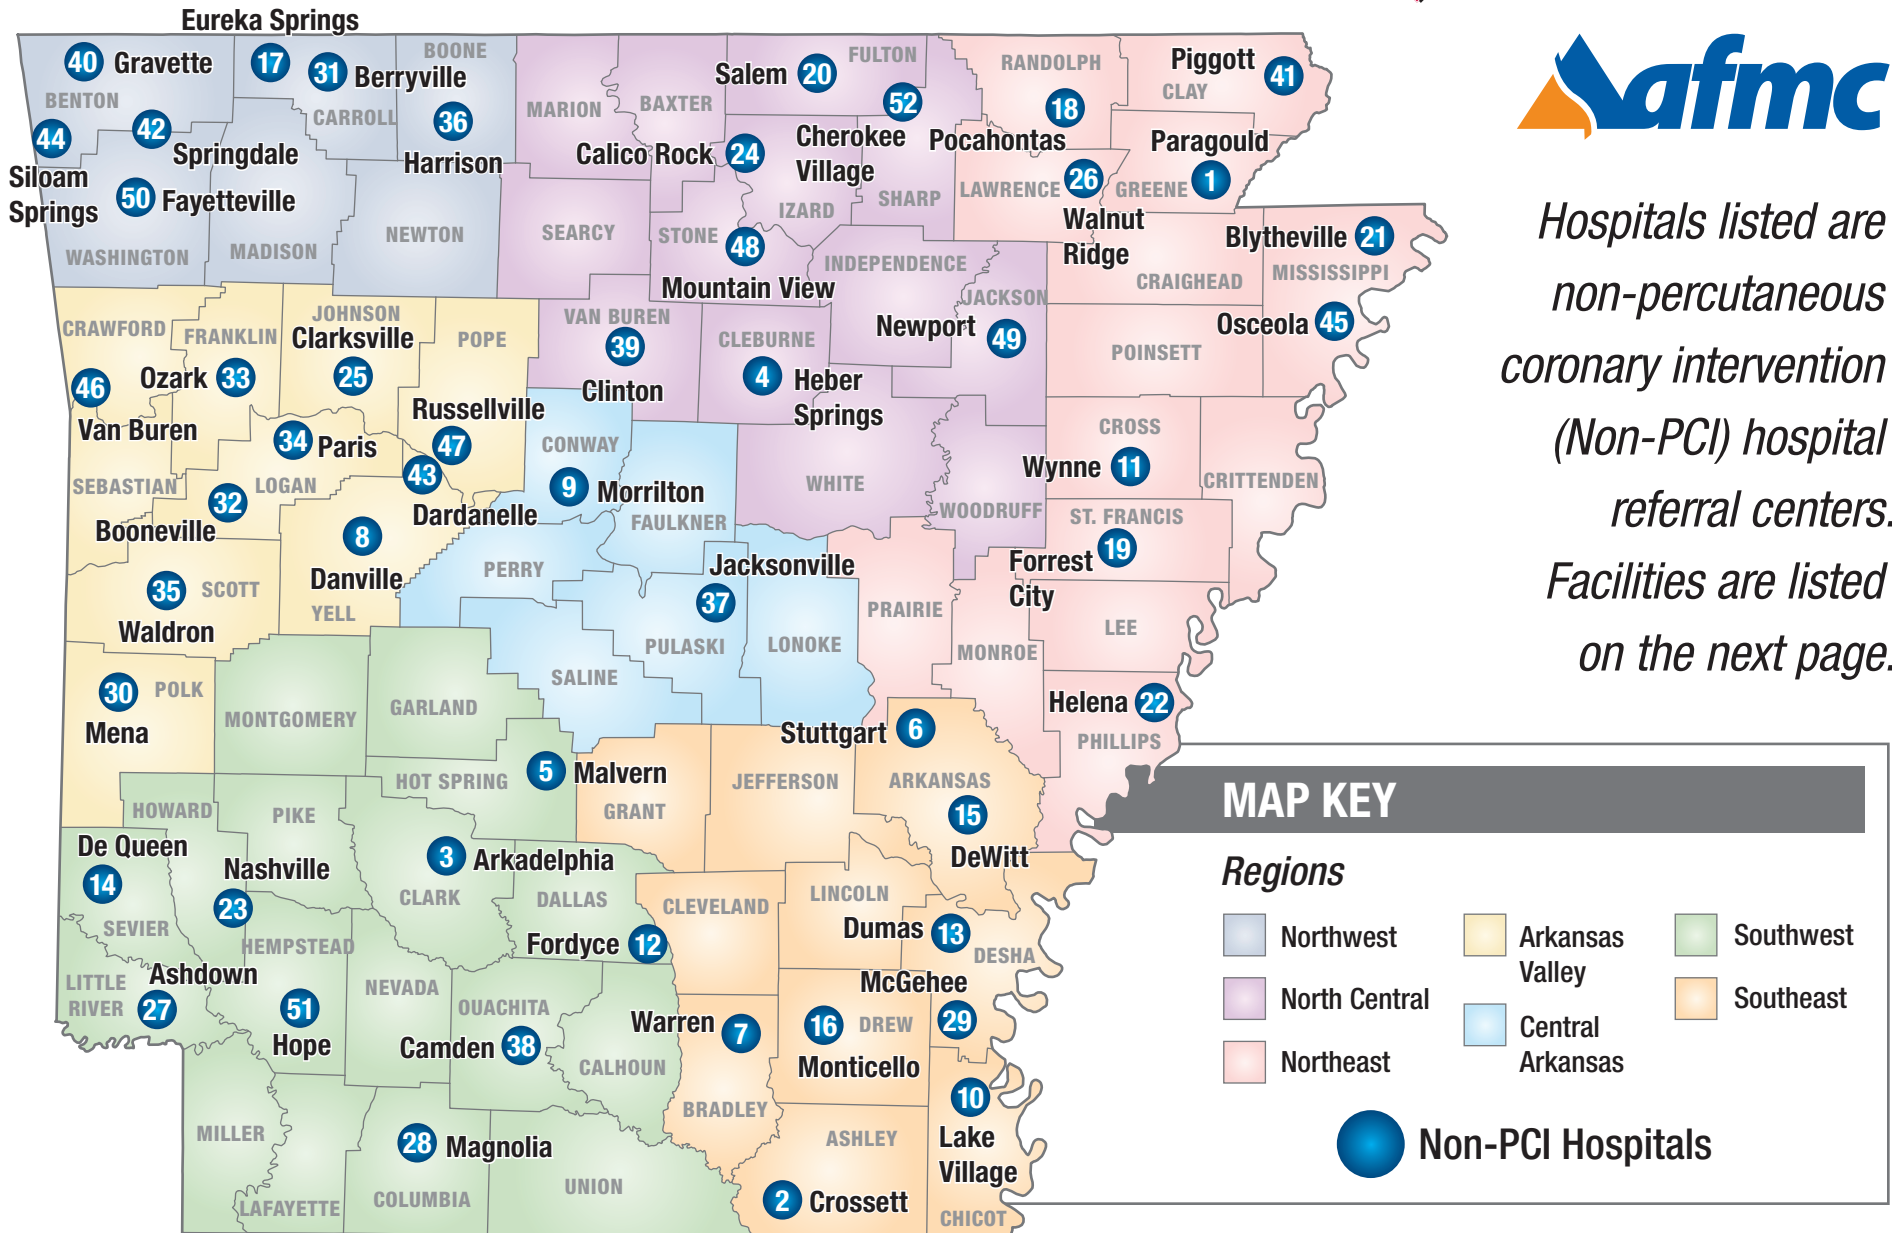 Eureka Springs
40 Gravette
17
31 Berryville
BOONE
BENTON
CARROLL
36
Harrison
44
42
Springdale
Siloam
Springs
50 Fayetteville
WASHINGTON
MADISON
NEWTON
MARION
BAXTER
Salem 20
FULTON
52
Cherokee
Village
Calico Rock 24
IZARD
SHARP
SEARCY
STONE
48
Mountain View
INDEPENDENCE
JACKSON
Newport 49
VAN BUREN
39
Clinton
CLEBURNE
4 Heber
Springs
WHITE
WOODRUFF
RANDOLPH
18
Pocahontas
Piggott 41
CLAY
Paragould
LAWRENCE
26
GREENE 1
Walnut
Ridge
Blytheville 21
MISSISSIPPI
CRAIGHEAD
Osceola 45
POINSETT
CROSS
Wynne 11
CRITTENDEN
ST. FRANCIS
Forrest
City
19
LEE
PRAIRIE
MONROE
Helena 22
PHILLIPS
CRAWFORD
FRANKLIN
JOHNSON
Clarksville
25
POPE
46
Van Buren
Ozark 33
Russellville
47
34 Paris
43
Dardanelle
SEBASTIAN
LOGAN
32
Booneville
8
Danville
YELL
35 SCOTT
Waldron
30 POLK
Mena
CONWAY
9 Morrilton
FAULKNER
PERRY
Jacksonville
37
PULASKI
LONOKE
SALINE
MONTGOMERY
GARLAND
HOT SPRING
5 Malvern
HOWARD
PIKE
De Queen
14
SEVIER
Nashville
23
3 Arkadelphia
CLARK
DALLAS
Fordyce 12
HEMPSTEAD
LITTLE
RIVER
Ashdown
27
51
Hope
NEVADA
OUACHITA
Camden 38
CALHOUN
MILLER
LAFAYETTE
28 Magnolia
COLUMBIA
UNION
Stuttgart 6
ARKANSAS
15
DeWitt
GRANT
JEFFERSON
CLEVELAND
LINCOLN
Dumas 13
DESHA
McGehee
29
Warren 7
16 DREW
Monticello
BRADLEY
ASHLEY
10
Lake
Village
2 Crossett
CHICOT
afmc
Hospitals listed are
non-percutaneous
coronary intervention
(Non-PCI) hospital
referral centers.
Facilities are listed
on the next page.
MAP KEY
Regions
Northwest
North Central
Northeast
Arkansas
Valley
Central
Arkansas
Southwest
Southeast
Non-PCI Hospitals